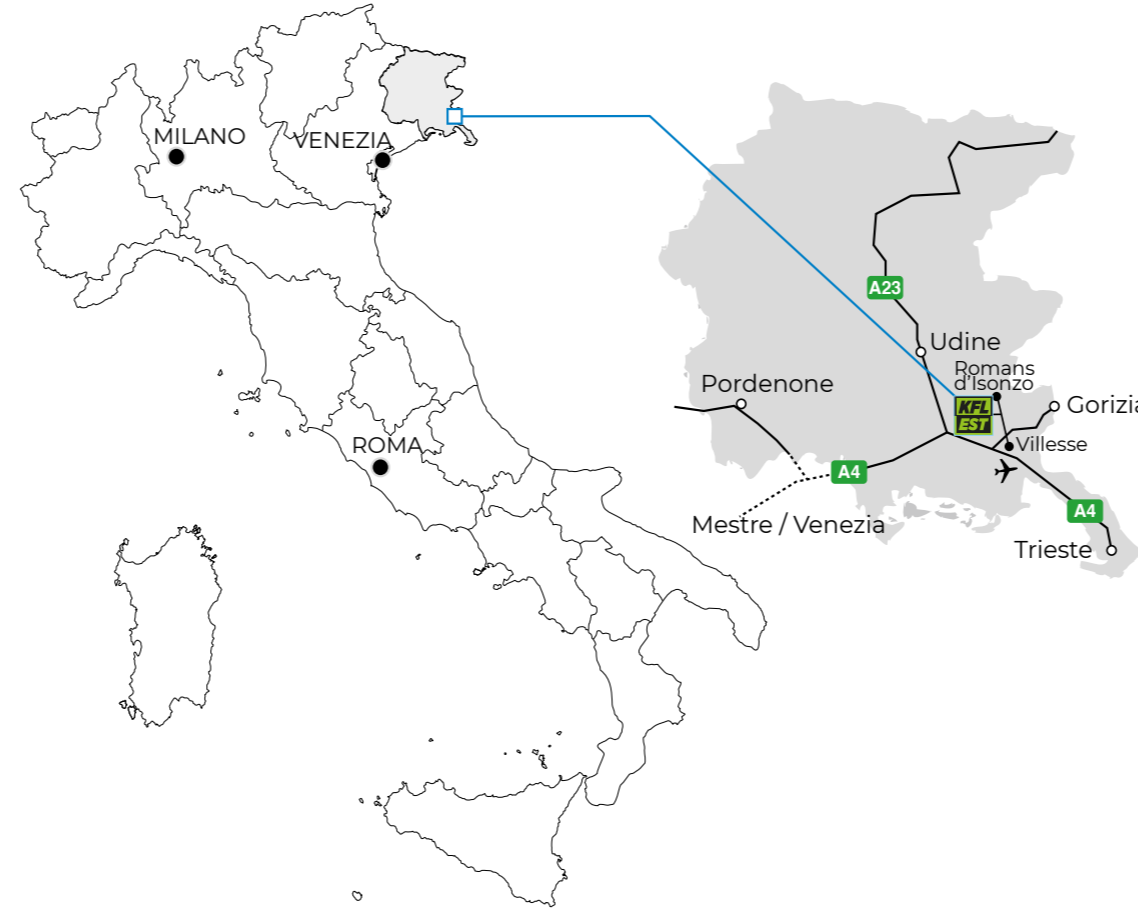 MILANO
VENEZIA
ROMA
A23
Udine
Romans
d'Isonzo
Pordenone
KFL
EST
Gorizia
Villesse
A4
Mestre / Venezia
A4
Trieste